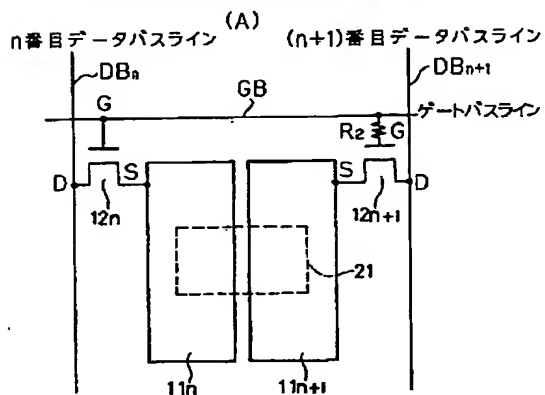 (A)
n番目データバスライン
(n+1)番目データバスライン
DBn
DBn+1
G
GB
ゲートバスライン
R2
G
D
S
S
D
12n
12n+1
21
11n
11n+1